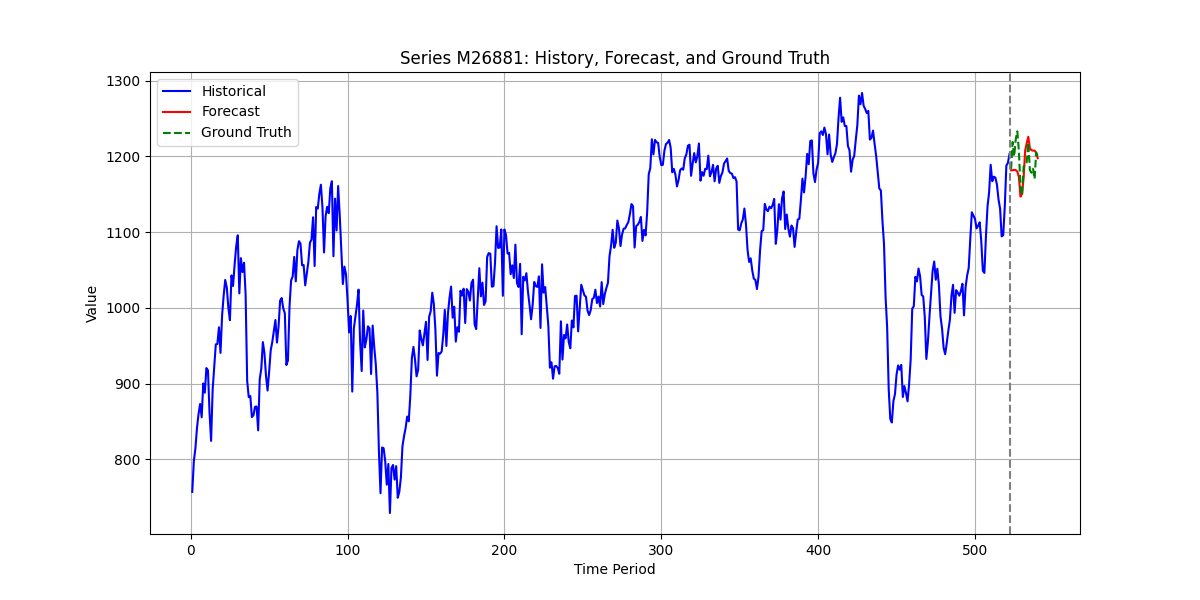 Series M26881: History, Forecast, and Ground Truth
Historical
Forecast
Ground Truth
1300
1200
1100
1000
900
800
Value
0
100
200
300
400
500
Time Period